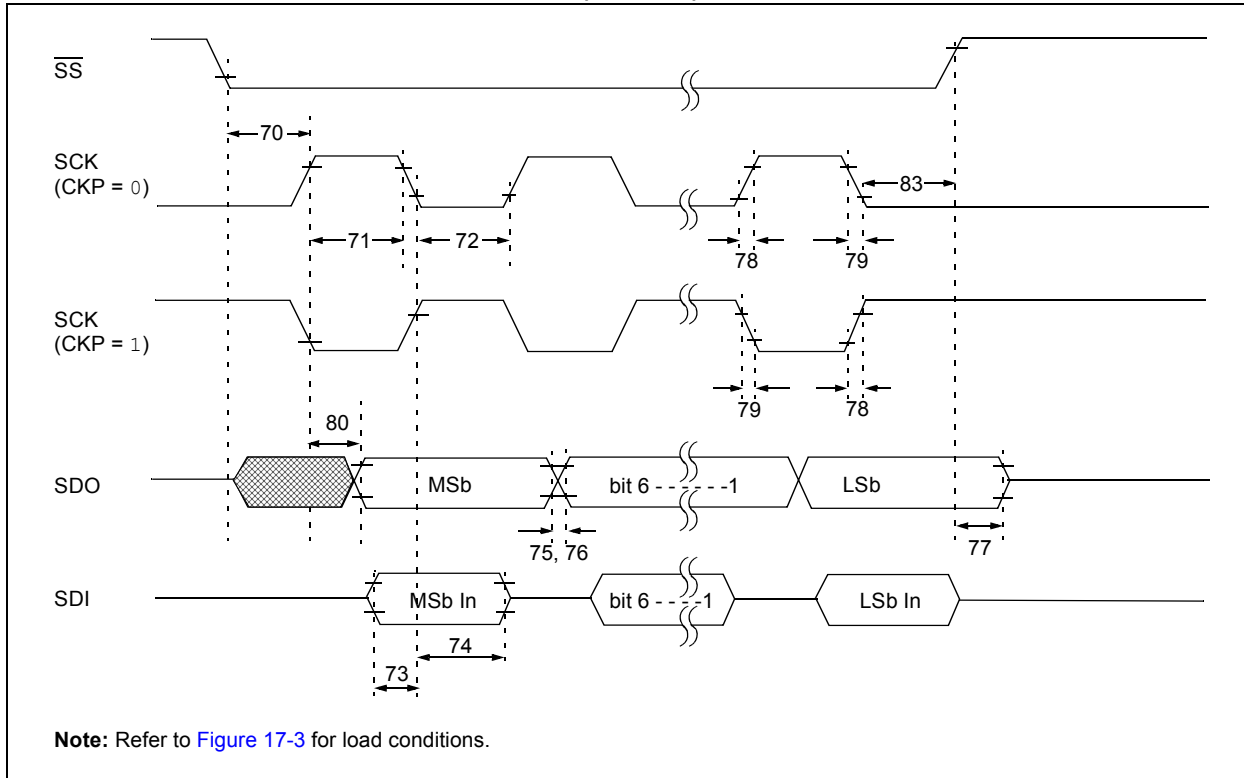 SS
70
SCK
(CKP = 0)
83
71
72
78
79
SCK
(CKP = 1)
79
78
80
SDO
MSb
bit 6 - - - - - -1
LSb
75, 76
77
SDI
MSb In
bit 6 - - - - -1
LSb In
74
73
Note: Refer to Figure 17-3 for load conditions.